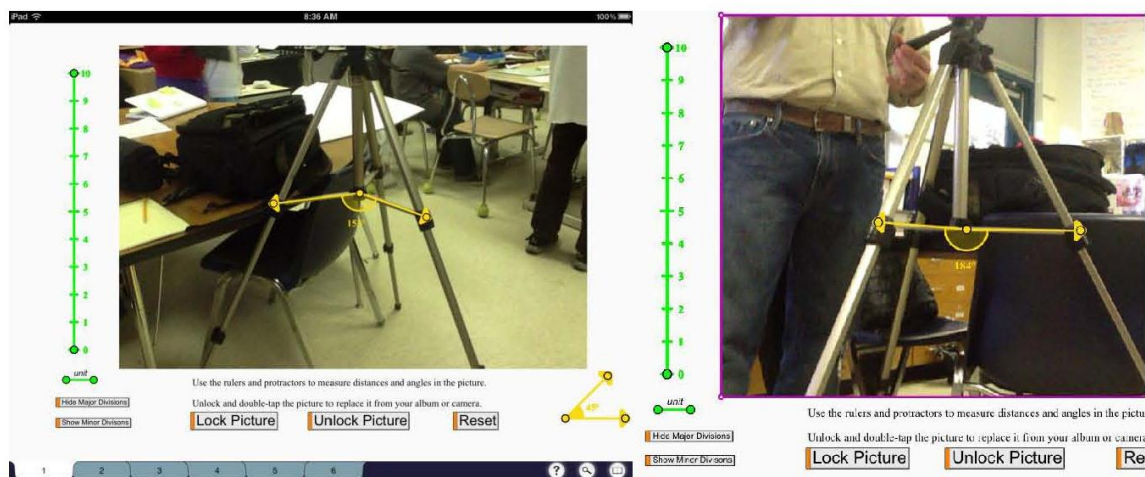 iPad
8:36 AM
100%
10
9
8
7
6
5
4
3
2
1
0
unit
Hide Major Divisions
Show Minor Divisons
Use the rulers and protractors to measure distances and angles in the picture.
Unlock and double-tap the picture to replace it from your album or camera.
Lock Picture
Unlock Picture
Reset
45°
1
2
3
4
5
6
?
10
9
8
7
6
5
4
3
2
1
0
184°
unit
Hide Major Divisions
Show Minor Divisons
Use the rulers and protractors to measure distances and angles in the pictu
Unlock and double-tap the picture to replace it from your album or camera
Lock Picture
Unlock Picture
Re